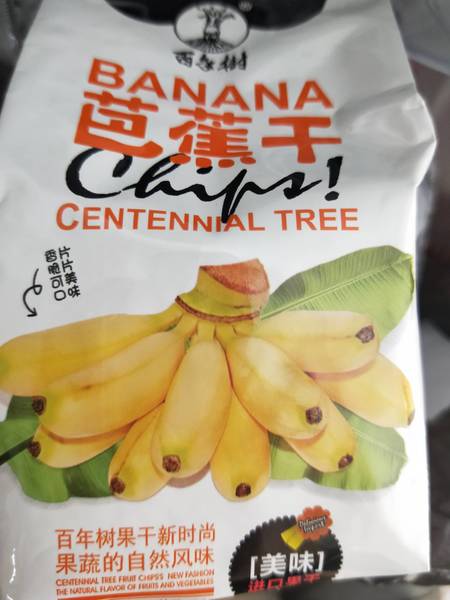 百年树
®
BANANA
芭蕉干
Chips!
CENTENNIAL TREE
片片美味
香脆可口
百年树果干新时尚
果蔬的自然风味
CENTENNIAL TREE FRUIT CHIPS NEW FASHION
THE NATURAL FLAVOR OF FRUITS AND VEGETABLES
[美味]
进口果干